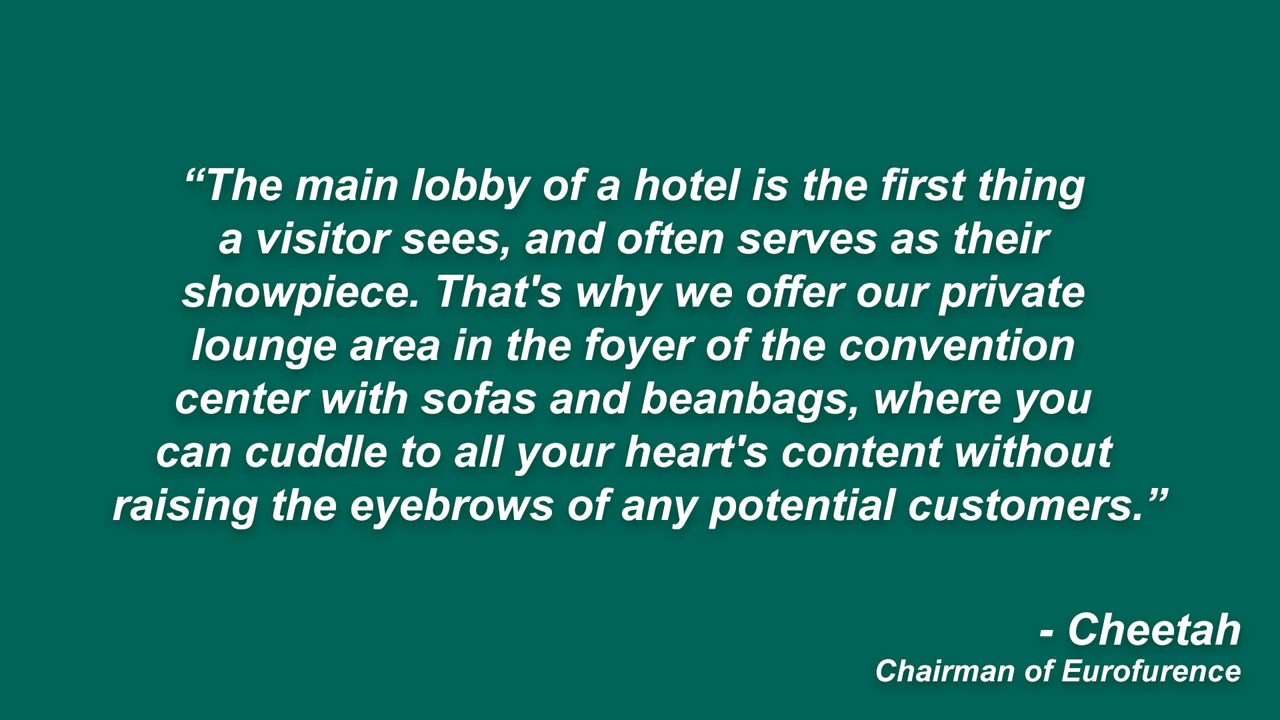 “The main lobby of a hotel is the first thing
a visitor sees, and often serves as their
showpiece. That's why we offer our private
lounge area in the foyer of the convention
center with sofas and beanbags, where you
can cuddle to all your heart's content without
raising the eyebrows of any potential customers.”
- Cheetah
Chairman of Eurofurence